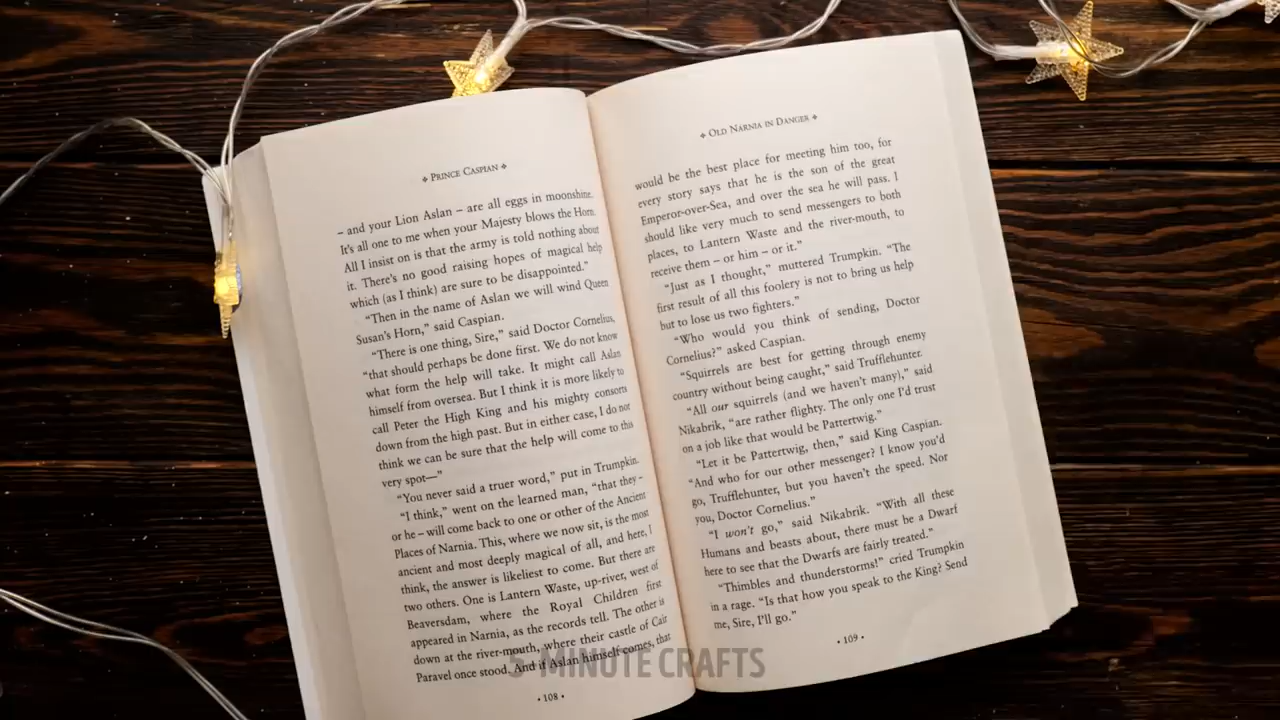 ❖ PRINCE CASPIAN ❖
– and your Lion Aslan – are all eggs in moonshine.
It's all one to me when your Majesty blows the Horn.
All I insist on is that the army is told nothing about
it. There's no good raising hopes of magical help
which (as I think) are sure to be disappointed."
"Then in the name of Aslan we will wind Queen
Susan's Horn," said Caspian.
"There is one thing, Sire," said Doctor Cornelius,
"that should perhaps be done first. We do not know
what form the help will take. It might call Aslan
himself from oversea. But I think it is more likely to
call Peter the High King and his mighty consorts
down from the high past. But in either case, I do not
think we can be sure that the help will come to this
very spot—"
"You never said a truer word," put in Trumpkin.
"I think," went on the learned man, "that they –
or he – will come back to one or other of the Ancient
Places of Narnia. This, where we now sit, is the most
ancient and most deeply magical of all, and here, I
think, the answer is likeliest to come. But there are
two others. One is Lantern Waste, up-river, west of
Beaversdam, where the Royal Children first
appeared in Narnia, as the records tell. The other is
down at the river-mouth, where their castle of Cair
Paravel once stood. And if Aslan himself comes, that
• 108 •
❖ OLD NARNIA IN DANGER ❖
would be the best place for meeting him too, for
every story says that he is the son of the great
Emperor-over-Sea, and over the sea he will pass. I
should like very much to send messengers to both
places, to Lantern Waste and the river-mouth, to
receive them – or him – or it."
"Just as I thought," muttered Trumpkin. "The
first result of all this foolery is not to bring us help
but to lose us two fighters."
"Who would you think of sending, Doctor
Cornelius?" asked Caspian.
"Squirrels are best for getting through enemy
country without being caught," said Trufflehunter.
"All our squirrels (and we haven't many)," said
Nikabrik, "are rather flighty. The only one I'd trust
on a job like that would be Pattertwig."
"Let it be Pattertwig, then," said King Caspian.
"And who for our other messenger? I know you'd
go, Trufflehunter, but you haven't the speed. Nor
you, Doctor Cornelius."
"I won't go," said Nikabrik. "With all these
Humans and beasts about, there must be a Dwarf
here to see that the Dwarfs are fairly treated."
"Thimbles and thunderstorms!" cried Trumpkin
in a rage. "Is that how you speak to the King? Send
me, Sire, I'll go."
• 109 •
5-MINUTE CRAFTS